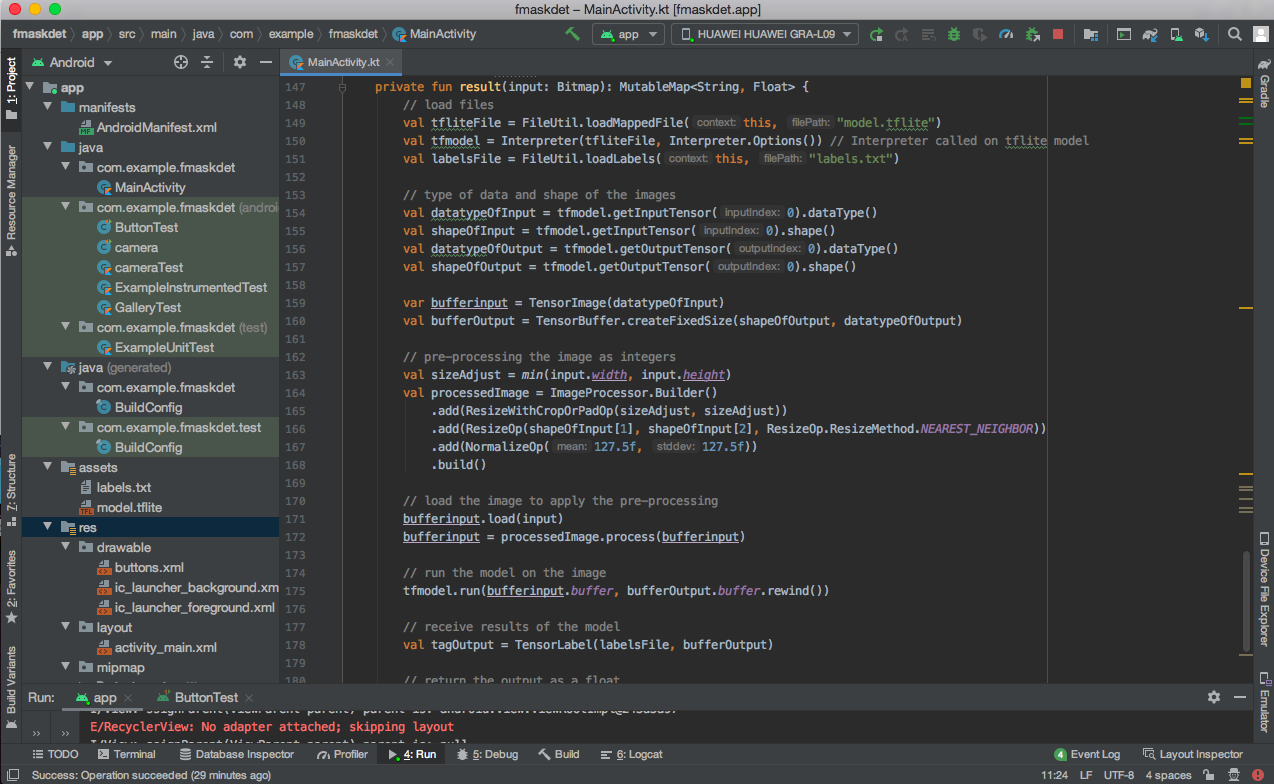 fmaskdet – MainActivity.kt [fmaskdet.app]
fmaskdet app src main java com example fmaskdet MainActivity app HUAWEI HUAWEI GRA-L09
Android
MainActivity.kt
1: Project
Resource Manager
7: Structure
2: Favorites
Build Variants
app
manifests
AndroidManifest.xml
java
com.example.fmaskdet
MainActivity
com.example.fmaskdet (androi
ButtonTest
camera
cameraTest
ExampleInstrumentedTest
GalleryTest
com.example.fmaskdet (test)
ExampleUnitTest
java (generated)
com.example.fmaskdet
BuildConfig
com.example.fmaskdet.test
BuildConfig
assets
labels.txt
model.tflite
res
drawable
buttons.xml
ic_launcher_background.xm
ic_launcher_foreground.xml
layout
activity_main.xml
mipmap
147 private fun result(input: Bitmap): MutableMap<String, Float> {
148 // load files
149 val tfliteFile = FileUtil.loadMappedFile( context: this, filePath: "model.tflite")
150 val tfmodel = Interpreter(tfliteFile, Interpreter.Options()) // Interpreter called on tflite model
151 val labelsFile = FileUtil.loadLabels( context: this, filePath: "labels.txt")
152
153 // type of data and shape of the images
154 val datatypeOfInput = tfmodel.getInputTensor( inputIndex: 0).dataType()
155 val shapeOfInput = tfmodel.getInputTensor( inputIndex: 0).shape()
156 val datatypeOfOutput = tfmodel.getOutputTensor( outputIndex: 0).dataType()
157 val shapeOfOutput = tfmodel.getOutputTensor( outputIndex: 0).shape()
158
159 var bufferinput = TensorImage(datatypeOfInput)
160 val bufferOutput = TensorBuffer.createFixedSize(shapeOfOutput, datatypeOfOutput)
161
162 // pre-processing the image as integers
163 val sizeAdjust = min(input.width, input.height)
164 val processedImage = ImageProcessor.Builder()
165 .add(ResizeWithCropOrPadOp(sizeAdjust, sizeAdjust))
166 .add(ResizeOp(shapeOfInput[1], shapeOfInput[2], ResizeOp.ResizeMethod.NEAREST_NEIGHBOR))
167 .add(NormalizeOp( mean: 127.5f, stddev: 127.5f))
168 .build()
169
170 // load the image to apply the pre-processing
171 bufferinput.load(input)
172 bufferinput = processedImage.process(bufferinput)
173
174 // run the model on the image
175 tfmodel.run(bufferinput.buffer, bufferOutput.buffer.rewind())
176
177 // receive results of the model
178 val tagOutput = TensorLabel(labelsFile, bufferOutput)
179
180 // return the output as a float
Gradle
Device File Explorer
Emulator
Run: app ButtonTest
E/RecyclerView: No adapter attached; skipping layout
TODO Terminal Database Inspector Profiler 4: Run 5: Debug Build 6: Logcat 4 Event Log Layout Inspector
Success: Operation succeeded (29 minutes ago) 11:24 LF UTF-8 4 spaces